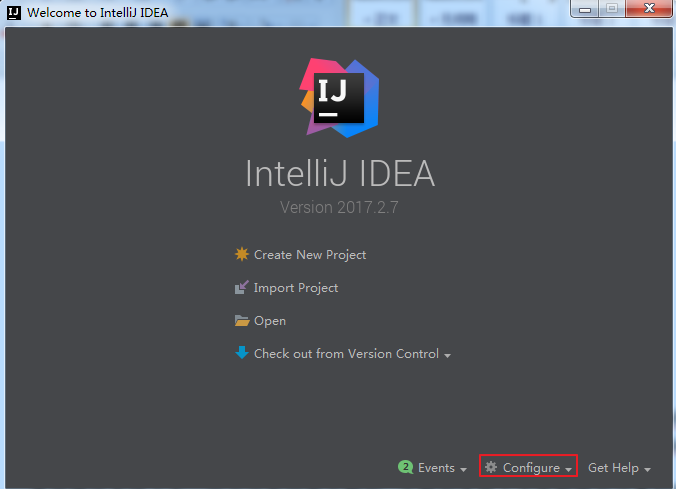 IJ Welcome to IntelliJ IDEA
IJ
IntelliJ IDEA
Version 2017.2.7
Create New Project
Import Project
Open
Check out from Version Control
2 Events Configure Get Help